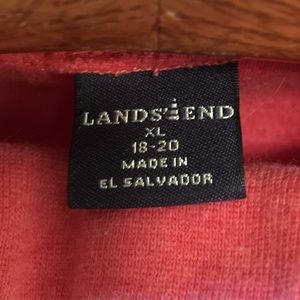 LANDS' END
XL
18-20
MADE IN
EL SALVADOR